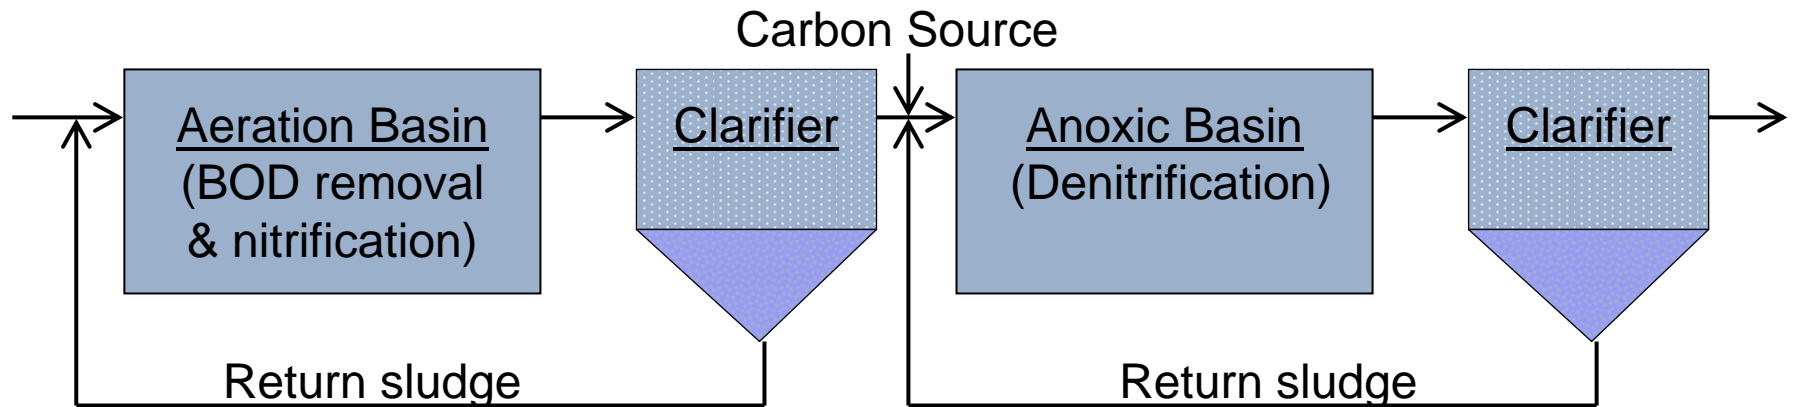 Carbon Source
Aeration Basin
(BOD removal
& nitrification)
Clarifier
Anoxic Basin
(Denitrification)
Clarifier
Return sludge
Return sludge